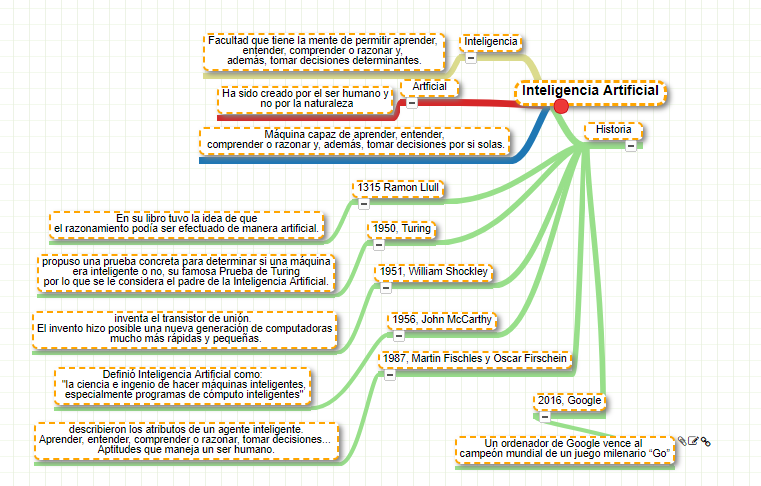 Inteligencia Artificial
Inteligencia
Facultad que tiene la mente de permitir aprender,
entender, comprender o razonar y,
además, tomar decisiones determinantes.
Artficial
Ha sido creado por el ser humano y
no por la naturaleza
Máquina capaz de aprender, entender,
comprender o razonar y, además, tomar decisiones por si solas.
Historia
1315 Ramon Llull
En su libro tuvo la idea de que
el razonamiento podía ser efectuado de manera artificial.
1950, Turing
propuso una prueba concreta para determinar si una máquina
era inteligente o no, su famosa Prueba de Turing
por lo que se le considera el padre de la Inteligencia Artificial.
1951, William Shockley
inventa el transistor de unión.
El invento hizo posible una nueva generación de computadoras
mucho más rápidas y pequeñas.
1956, John McCarthy
Definió Inteligencia Artificial como:
"la ciencia e ingenio de hacer máquinas inteligentes,
especialmente programas de cómputo inteligentes"
1987, Martin Fischles y Oscar Firschein
describieron los atributos de un agente inteligente.
Aprender, entender, comprender o razonar, tomar decisiones...
Aptitudes que maneja un ser humano.
2016, Google
Un ordenador de Google vence al
campeón mundial de un juego milenario “Go”